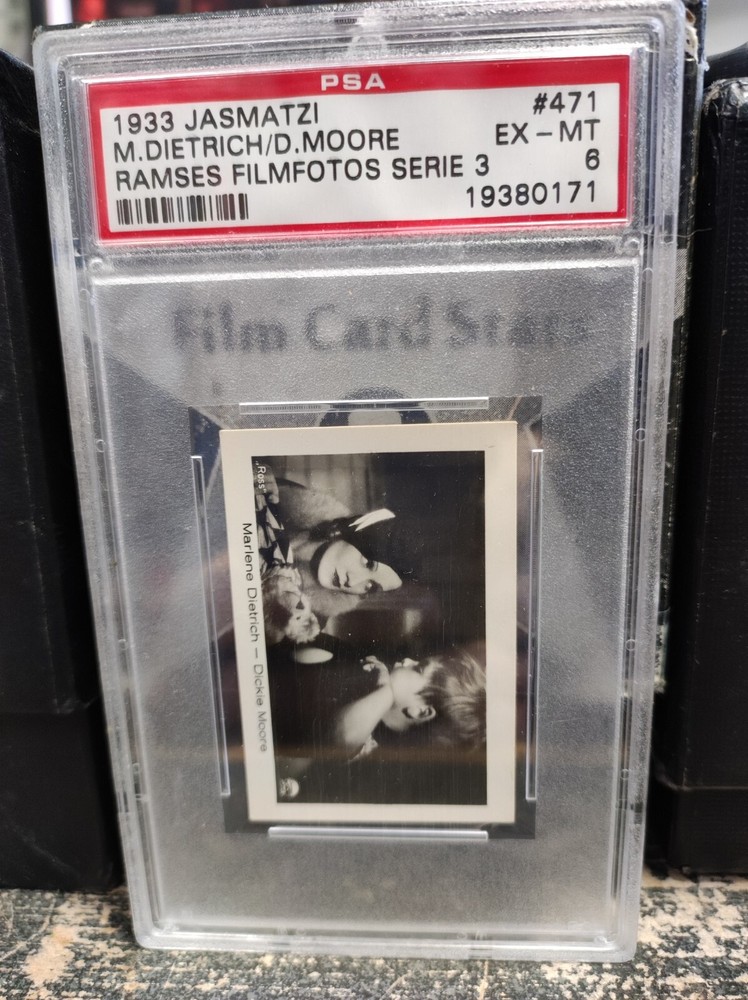 PSA
1933 JASMATZI #471
M.DIETRICH/D.MOORE EX-MT
RAMSES FILMFOTOS SERIE 3 6
19380171
Film Card Stars
„Ross"
Marlene Dietrich — Dickie Moore